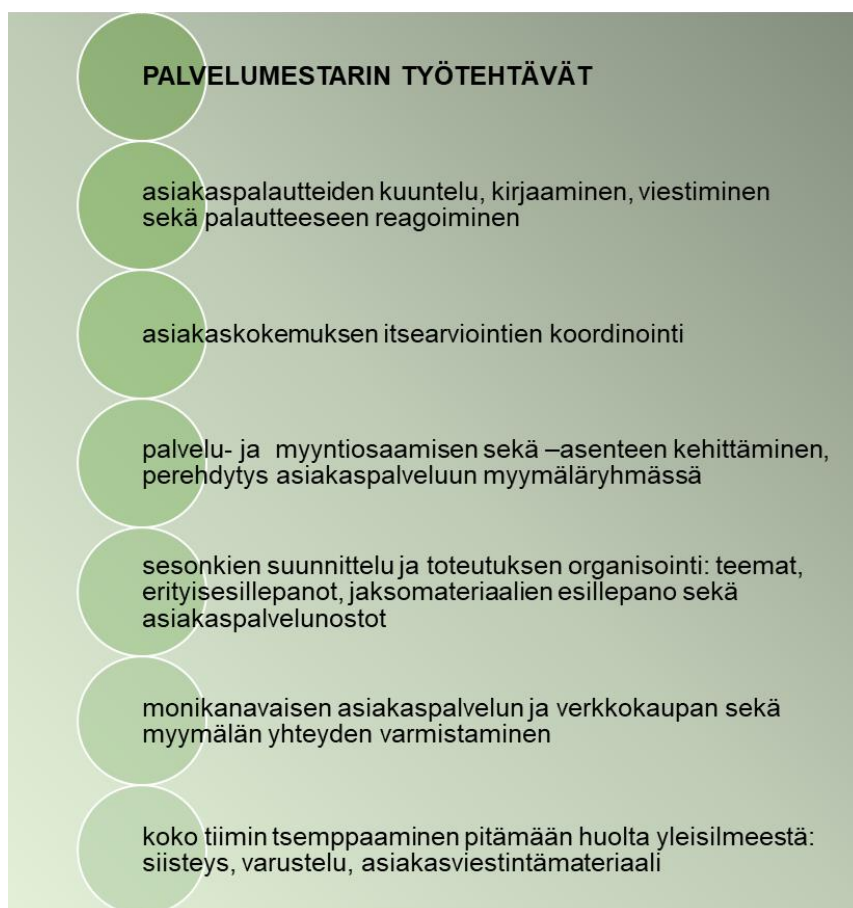 PALVELUMESTARIN TYÖTEHTÄVÄT
asiakaspalautteiden kuuntelu, kirjaaminen, viestiminen
sekä palautteeseen reagoiminen
asiakaskokemuksen itsearviointien koordinointi
palvelu- ja myyntiosaamisen sekä –asenteen kehittäminen,
perehdytys asiakaspalveluun myymäläryhmässä
sesonkien suunnittelu ja toteutuksen organisointi: teemat,
erityisesillepanot, jaksomateriaalien esillepano sekä
asiakaspalvelunostot
monikanavaisen asiakaspalvelun ja verkkokaupan sekä
myymälän yhteyden varmistaminen
koko tiimin tsemppaaminen pitämään huolta yleisilmeestä:
siisteys, varustelu, asiakasviestintämateriaali